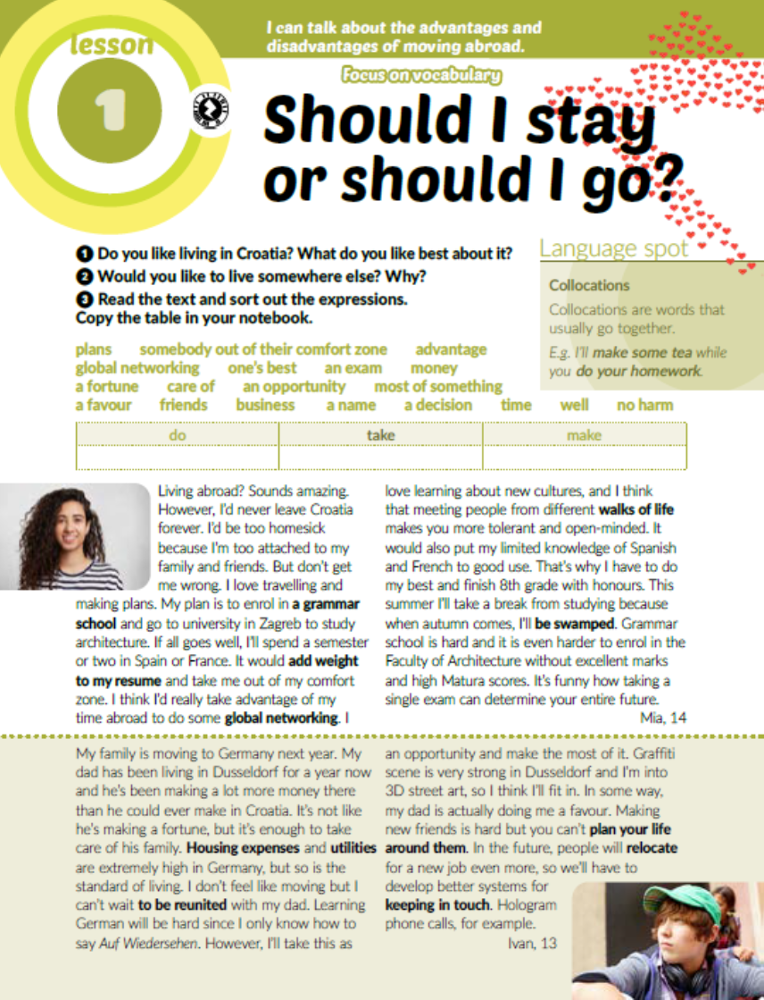 lesson
1
I can talk about the advantages and
disadvantages of moving abroad.
Focus on vocabulary
Should I stay
or should I go?
1 Do you like living in Croatia? What do you like best about it?
2 Would you like to live somewhere else? Why?
3 Read the text and sort out the expressions.
Copy the table in your notebook.
Language spot
Collocations
Collocations are words that
usually go together.
E.g. I'll make some tea while
you do your homework.
plans somebody out of their comfort zone advantage
global networking one's best an exam money
a fortune care of an opportunity most of something
a favour friends business a name a decision time well no harm
do take make
Living abroad? Sounds amazing.
However, I'd never leave Croatia
forever. I'd be too homesick
because I'm too attached to my
family and friends. But don't get
me wrong. I love travelling and
making plans. My plan is to enrol in a grammar
school and go to university in Zagreb to study
architecture. If all goes well, I'll spend a semester
or two in Spain or France. It would add weight
to my resume and take me out of my comfort
zone. I think I'd really take advantage of my
time abroad to do some global networking. I
love learning about new cultures, and I think
that meeting people from different walks of life
makes you more tolerant and open-minded. It
would also put my limited knowledge of Spanish
and French to good use. That's why I have to do
my best and finish 8th grade with honours. This
summer I'll take a break from studying because
when autumn comes, I'll be swamped. Grammar
school is hard and it is even harder to enrol in the
Faculty of Architecture without excellent marks
and high Matura scores. It's funny how taking a
single exam can determine your entire future.
Mia, 14
My family is moving to Germany next year. My
dad has been living in Dusseldorf for a year now
and he's been making a lot more money there
than he could ever make in Croatia. It's not like
he's making a fortune, but it's enough to take
care of his family. Housing expenses and utilities
are extremely high in Germany, but so is the
standard of living. I don't feel like moving but I
can't wait to be reunited with my dad. Learning
German will be hard since I only know how to
say Auf Wiedersehen. However, I'll take this as
an opportunity and make the most of it. Graffiti
scene is very strong in Dusseldorf and I'm into
3D street art, so I think I'll fit in. In some way,
my dad is actually doing me a favour. Making
new friends is hard but you can't plan your life
around them. In the future, people will relocate
for a new job even more, so we'll have to
develop better systems for
keeping in touch. Hologram
phone calls, for example.
Ivan, 13